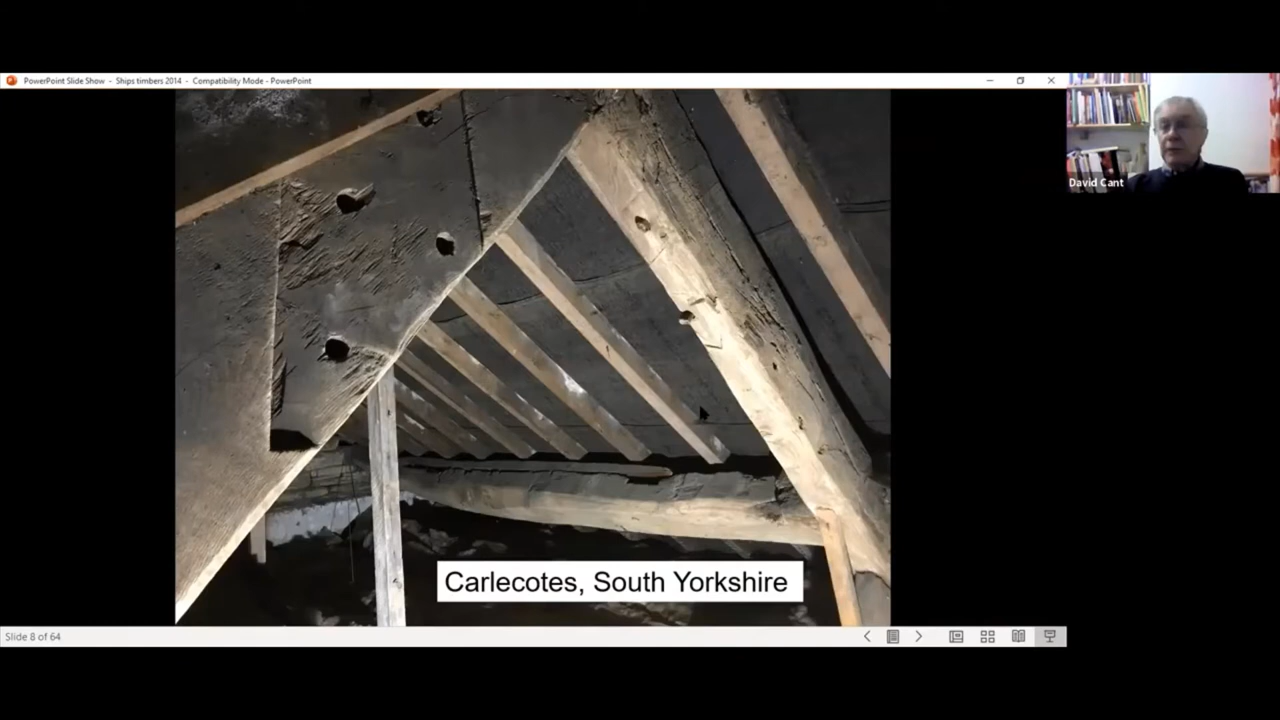 PowerPoint Slide Show - Ships timbers 2014 - Compatibility Mode - PowerPoint
David Cant
Carlecotes, South Yorkshire
Slide 8 of 64